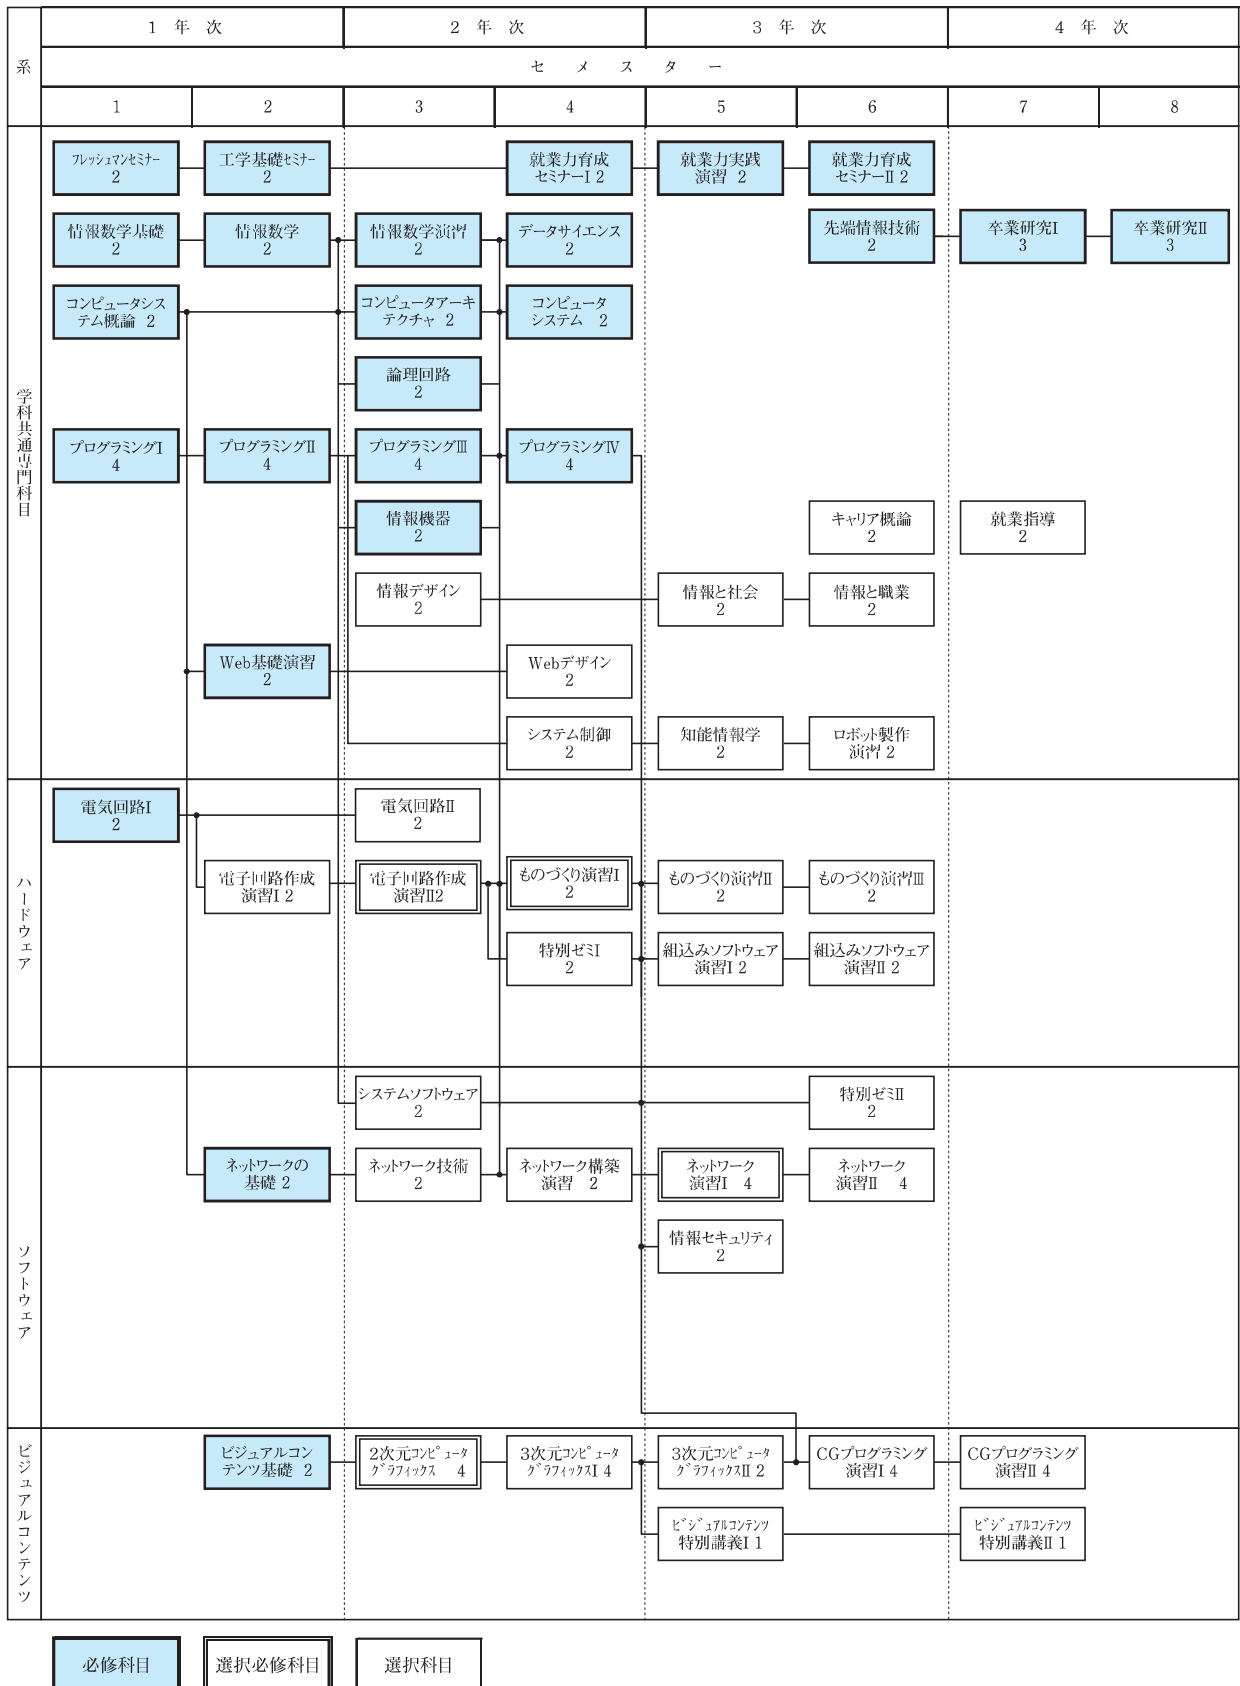 系
1 年 次
2 年 次
3 年 次
4 年 次
セ メ ス タ ー
1
2
3
4
5
6
7
8
学科共通専門科目
フレッシュマンセミナー
2
工学基礎セミナー
2
就業力育成
セミナーⅠ 2
就業力実践
演習 2
就業力育成
セミナーⅡ 2
情報数学基礎
2
情報数学
2
情報数学演習
2
データサイエンス
2
先端情報技術
2
卒業研究Ⅰ
3
卒業研究Ⅱ
3
コンピュータシス
テム概論 2
コンピュータアーキ
テクチャ 2
コンピュータ
システム 2
論理回路
2
プログラミングⅠ
4
プログラミングⅡ
4
プログラミングⅢ
4
プログラミングⅣ
4
情報機器
2
キャリア概論
2
就業指導
2
情報デザイン
2
情報と社会
2
情報と職業
2
Web基礎演習
2
Webデザイン
2
システム制御
2
知能情報学
2
ロボット製作
演習 2
ハードウェア
電気回路Ⅰ
2
電気回路Ⅱ
2
電子回路作成
演習Ⅰ 2
電子回路作成
演習Ⅱ2
ものづくり演習Ⅰ
2
ものづくり演習Ⅱ
2
ものづくり演習Ⅲ
2
特別ゼミⅠ
2
組込みソフトウェア
演習Ⅰ 2
組込みソフトウェア
演習Ⅱ 2
ソフトウェア
システムソフトウェア
2
特別ゼミⅡ
2
ネットワークの
基礎 2
ネットワーク技術
2
ネットワーク構築
演習 2
ネットワーク
演習Ⅰ 4
ネットワーク
演習Ⅱ 4
情報セキュリティ
2
ビジュアルコンテンツ
ビジュアルコン
テンツ基礎 2
2次元コンピュータ
グラフィックス 4
3次元コンピュータ
グラフィックスⅠ 4
3次元コンピュータ
グラフィックスⅡ 2
CGプログラミング
演習Ⅰ 4
CGプログラミング
演習Ⅱ 4
ビジュアルコンテンツ
特別講義Ⅰ 1
ビジュアルコンテンツ
特別講義Ⅱ 1
必修科目
選択必修科目
選択科目